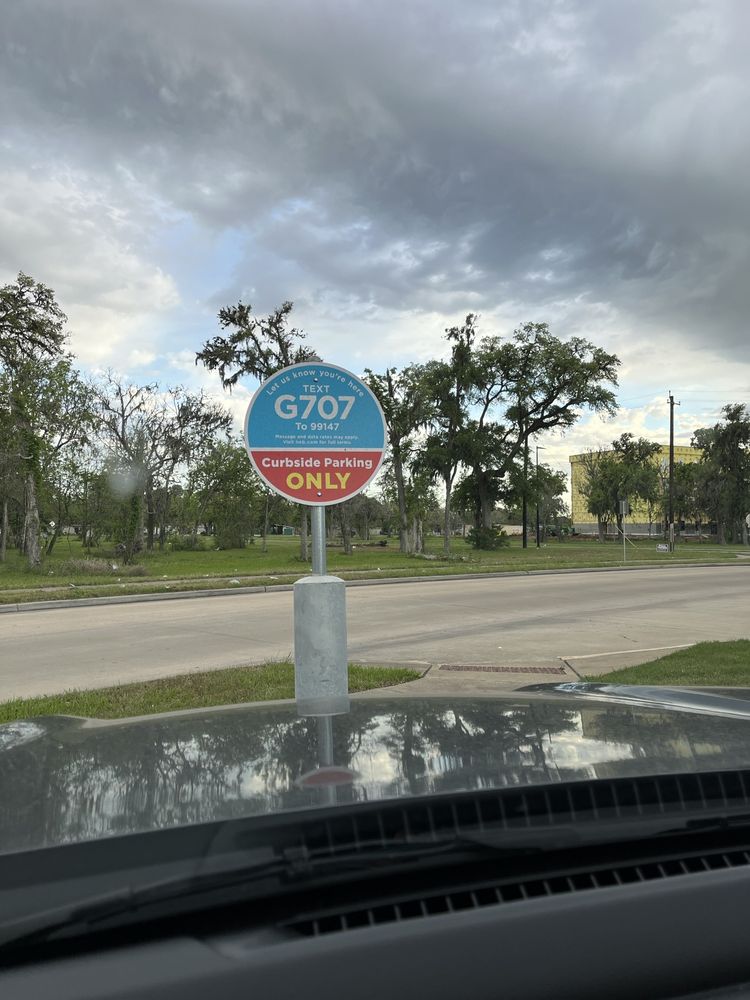 Let us know you're here
TEXT
G707
To 99147
Message and data rates may apply.
Visit heb.com for full terms.
Curbside Parking
ONLY